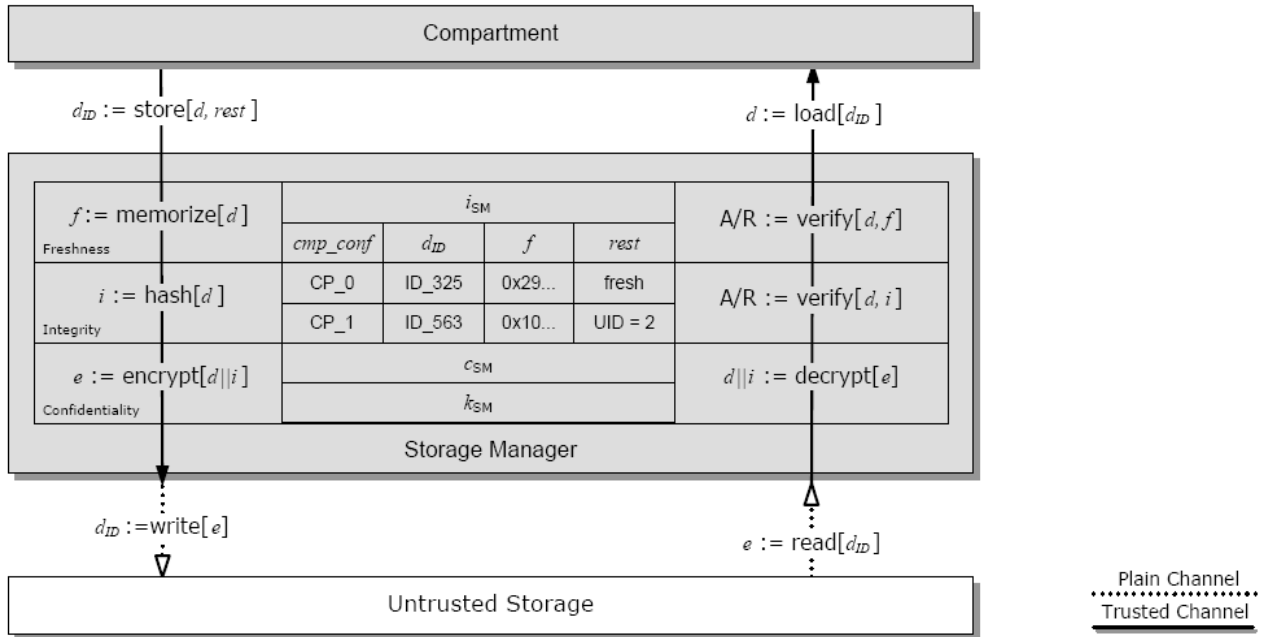 Compartment
d_ID := store[d, rest]
d := load[d_ID]
f := memorize[d]
Freshness
i_SM
A/R := verify[d, f]
cmp_conf d_ID f rest
i := hash[d]
Integrity
CP_0 ID_325 0x29... fresh
CP_1 ID_563 0x10... UID = 2
A/R := verify[d, i]
e := encrypt[d||i]
Confidentiality
c_SM
k_SM
d||i := decrypt[e]
Storage Manager
d_ID :=write[e]
e := read[d_ID]
Untrusted Storage
Plain Channel
Trusted Channel